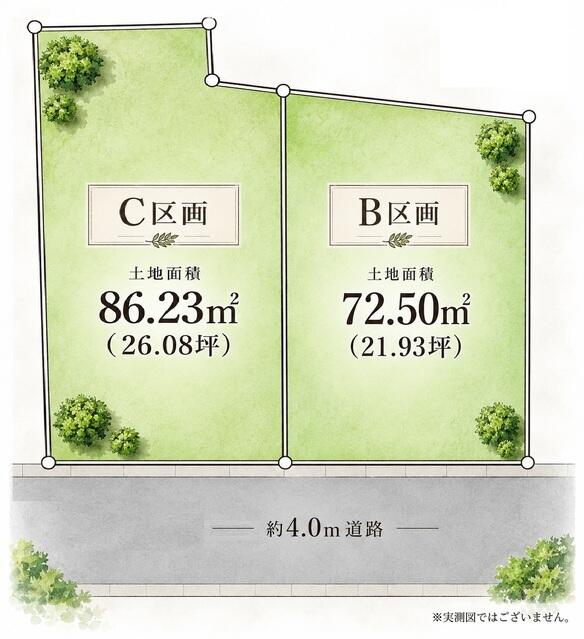 C区画
土地面積
86.23㎡
(26.08坪)
B区画
土地面積
72.50㎡
(21.93坪)
約4.0m道路
※実測図ではございません。